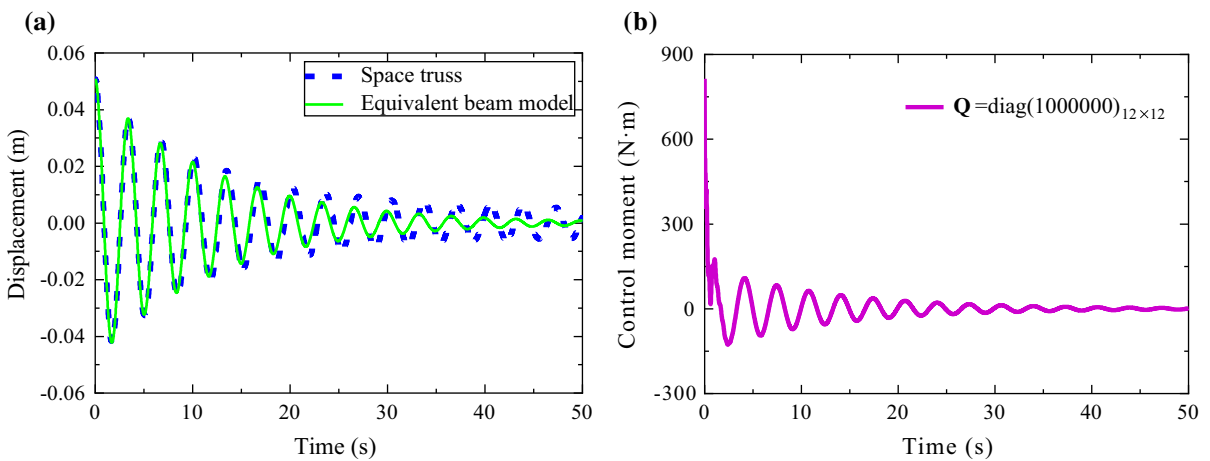 (a)
0.06
0.04
0.02
0.00
-0.02
-0.04
-0.06
Displacement (m)
Space truss
Equivalent beam model
0 10 20 30 40 50
Time (s)
(b)
900
600
300
0
-300
Control moment (N·m)
Q =diag(1000000)12×12
0 10 20 30 40 50
Time (s)